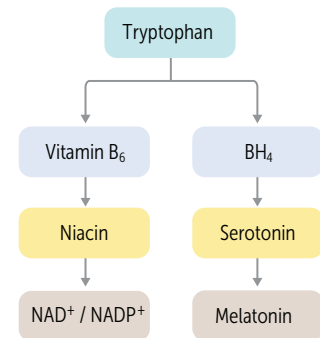 Tryptophan
Vitamin B₆
BH₄
Niacin
Serotonin
NAD⁺ / NADP⁺
Melatonin